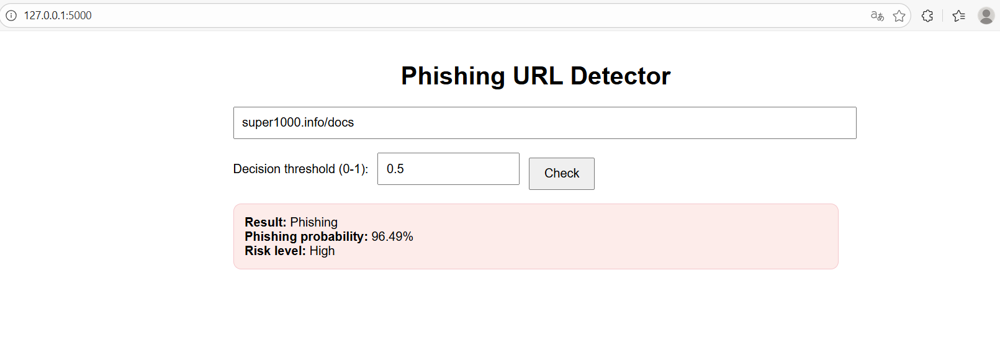 127.0.0.1:5000
Phishing URL Detector
super1000.info/docs
Decision threshold (0-1): 0.5 Check
Result: Phishing
Phishing probability: 96.49%
Risk level: High